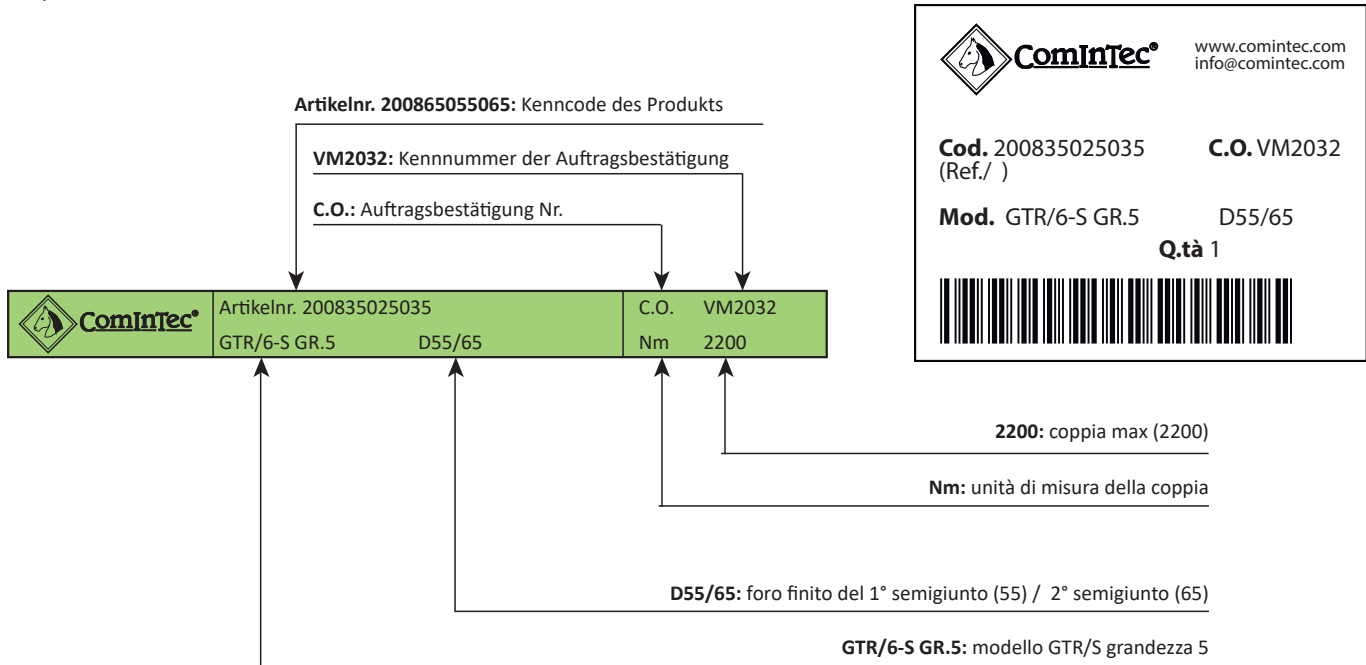 ComInTec®
www.comintec.com
info@comintec.com
Artikelnr. 200865055065: Kenncode des Produkts
VM2032: Kennnummer der Auftragsbestätigung
C.O.: Auftragsbestätigung Nr.
Cod. 200835025035 C.O. VM2032
(Ref./ )
Mod. GTR/6-S GR.5 D55/65
Q.tà 1
ComInTec®
Artikelnr. 200835025035 C.O. VM2032
GTR/6-S GR.5 D55/65 Nm 2200
2200: coppia max (2200)
Nm: unità di misura della coppia
D55/65: foro finito del 1° semigiunto (55) / 2° semigiunto (65)
GTR/6-S GR.5: modello GTR/S grandezza 5